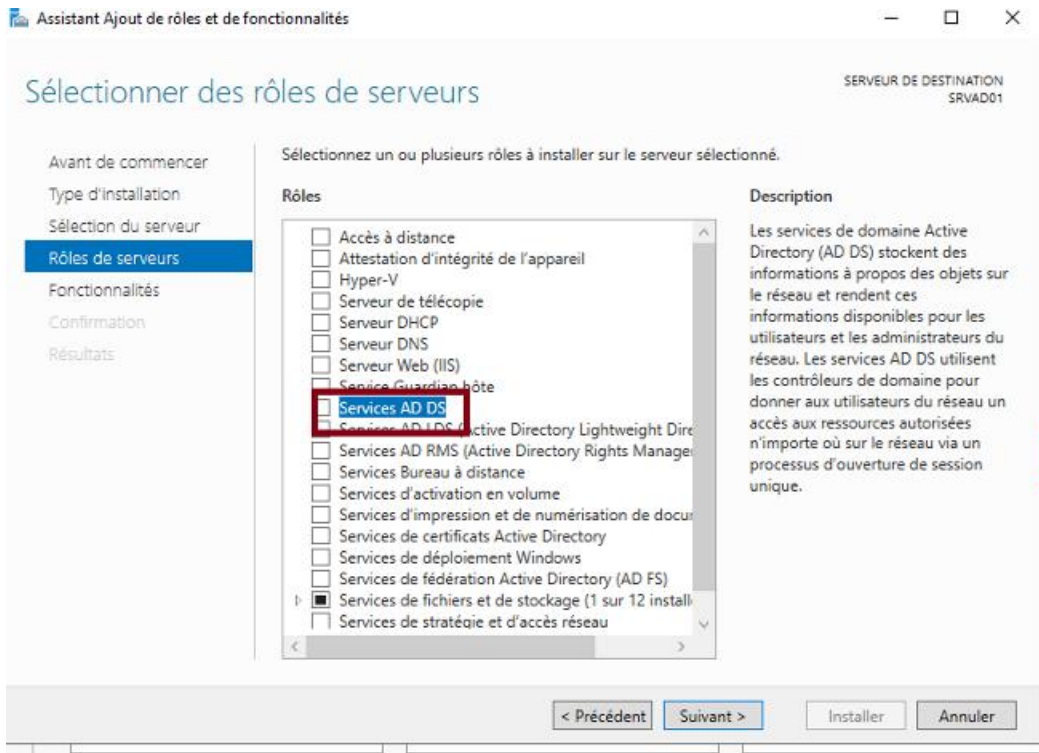 Assistant Ajout de rôles et de fonctionnalités
Sélectionner des rôles de serveurs
SERVEUR DE DESTINATION
SRVAD01
Avant de commencer
Type d'installation
Sélection du serveur
Rôles de serveurs
Fonctionnalités
Confirmation
Résultats
Sélectionnez un ou plusieurs rôles à installer sur le serveur sélectionné.
Rôles
Accès à distance
Attestation d'intégrité de l'appareil
Hyper-V
Serveur de télécopie
Serveur DHCP
Serveur DNS
Serveur Web (IIS)
Service Guardian hôte
Services AD DS
Services AD LDS (Active Directory Lightweight Dire
Services AD RMS (Active Directory Rights Manage
Services Bureau à distance
Services d'activation en volume
Services d'impression et de numérisation de docu
Services de certificats Active Directory
Services de déploiement Windows
Services de fédération Active Directory (AD FS)
Services de fichiers et de stockage (1 sur 12 install
Services de stratégie et d'accès réseau
Description
Les services de domaine Active
Directory (AD DS) stockent des
informations à propos des objets sur
le réseau et rendent ces
informations disponibles pour les
utilisateurs et les administrateurs du
réseau. Les services AD DS utilisent
les contrôleurs de domaine pour
donner aux utilisateurs du réseau un
accès aux ressources autorisées
n'importe où sur le réseau via un
processus d'ouverture de session
unique.
< Précédent
Suivant >
Installer
Annuler